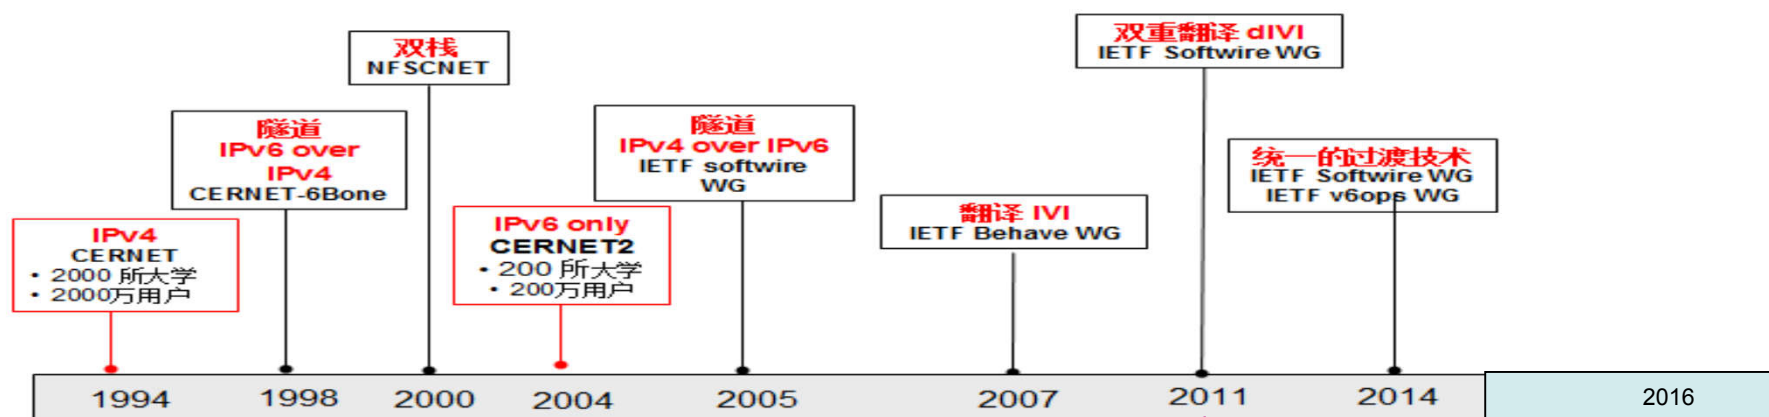 IPv4
CERNET
• 2000 所大学
• 2000万用户
隧道
IPv6 over
IPv4
CERNET-6Bone
双栈
NFSCNET
IPv6 only
CERNET2
• 200 所大学
• 200万用户
隧道
IPv4 over IPv6
IETF softwire
WG
翻译 IVI
IETF Behave WG
双重翻译 dIVI
IETF Softwire WG
统一的过渡技术
IETF Softwire WG
IETF v6ops WG
1994
1998
2000
2004
2005
2007
2011
2014
2016